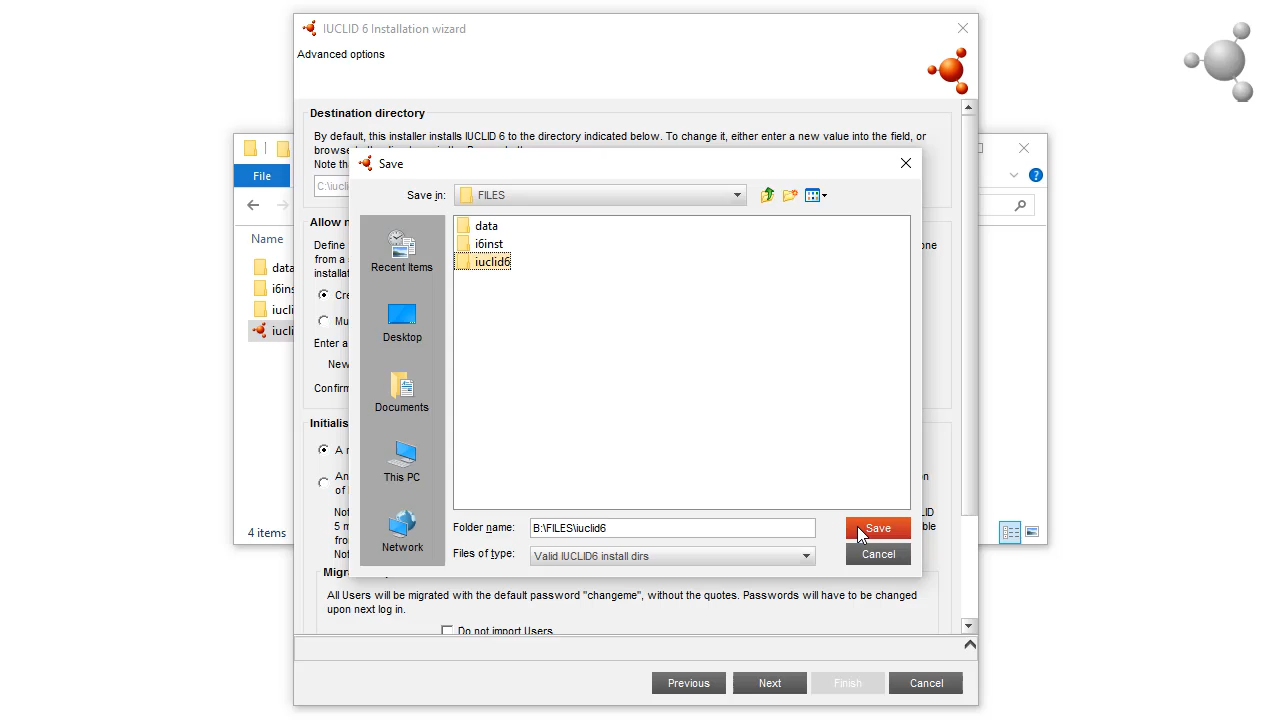 IUCLID 6 Installation wizard
Advanced options
Destination directory
By default, this installer installs IUCLID 6 to the directory indicated below. To change it, either enter a new value into the field, or
Note the
C:\iucli
Save
Save in:
FILES
File
Name
data
i6ins
iucli
iucli
4 items
Allow
Define
one
from a
installat
Cre
Mu
Enter a
New
Confirm
Initialis
A
An
of
Not
5 m
from
Not
on
LID
ble
Recent Items
Desktop
Documents
This PC
Network
data
i6inst
iuclid6
Folder name:
B:\FILES\iuclid6
Save
Files of type:
Valid IUCLID6 install dirs
Cancel
Migr
All Users will be migrated with the default password "changeme", without the quotes. Passwords will have to be changed
upon next log in.
Do not import Users
Previous
Next
Finish
Cancel